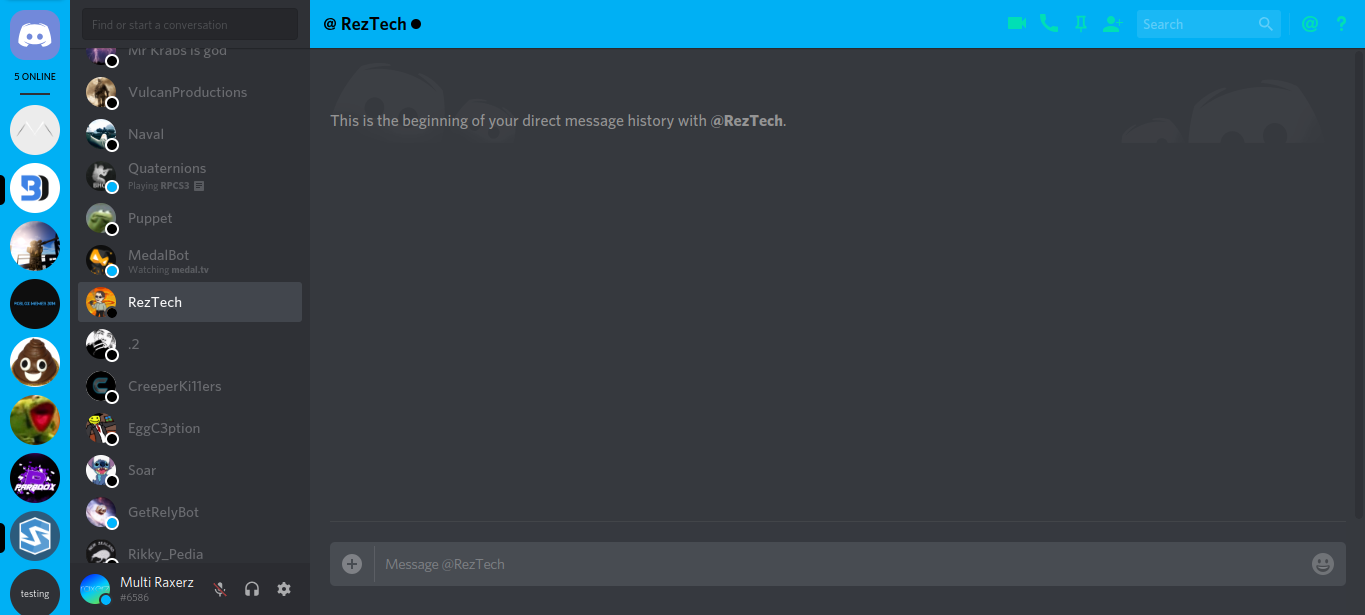 5 ONLINE
testing
Find or start a conversation
Mr Krabs is god
VulcanProductions
Naval
Quaternions
Playing RPCS3
Puppet
MedalBot
Watching medal.tv
RezTech
.2
CreeperKi11ers
EggC3ption
Soar
GetRelyBot
Rikky_Pedia
Multi Raxerz
#6586
@ RezTech
Search
@ ?
This is the beginning of your direct message history with @RezTech.
Message @RezTech
PARADOX